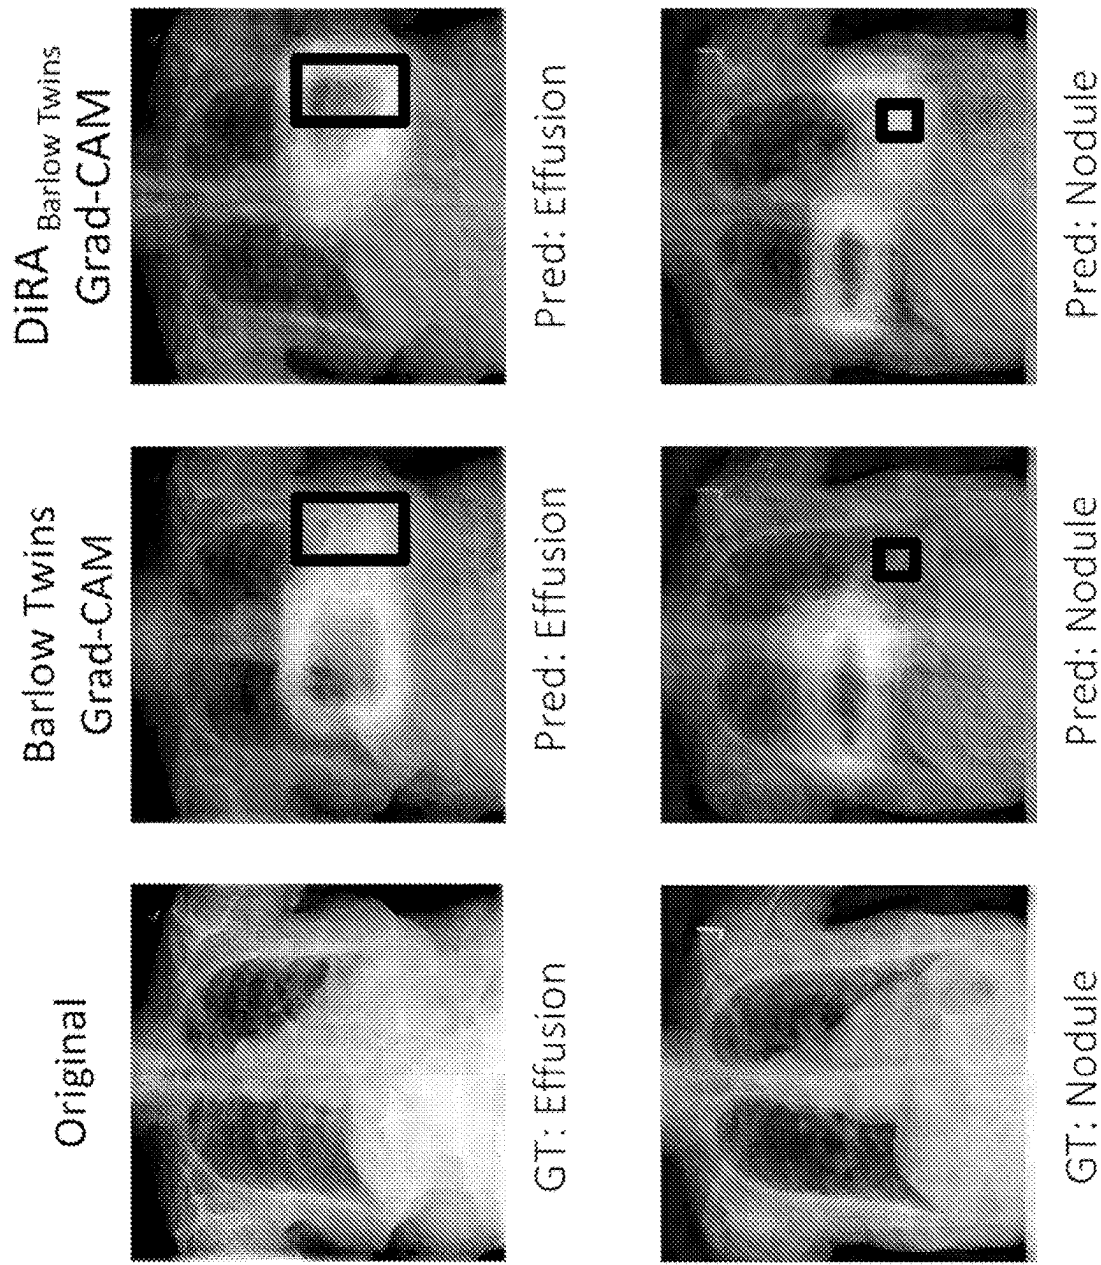 Original
Barlow Twins
Grad-CAM
DiRA Barlow Twins
Grad-CAM
GT: Effusion
Pred: Effusion
Pred: Effusion
GT: Nodule
Pred: Nodule
Pred: Nodule